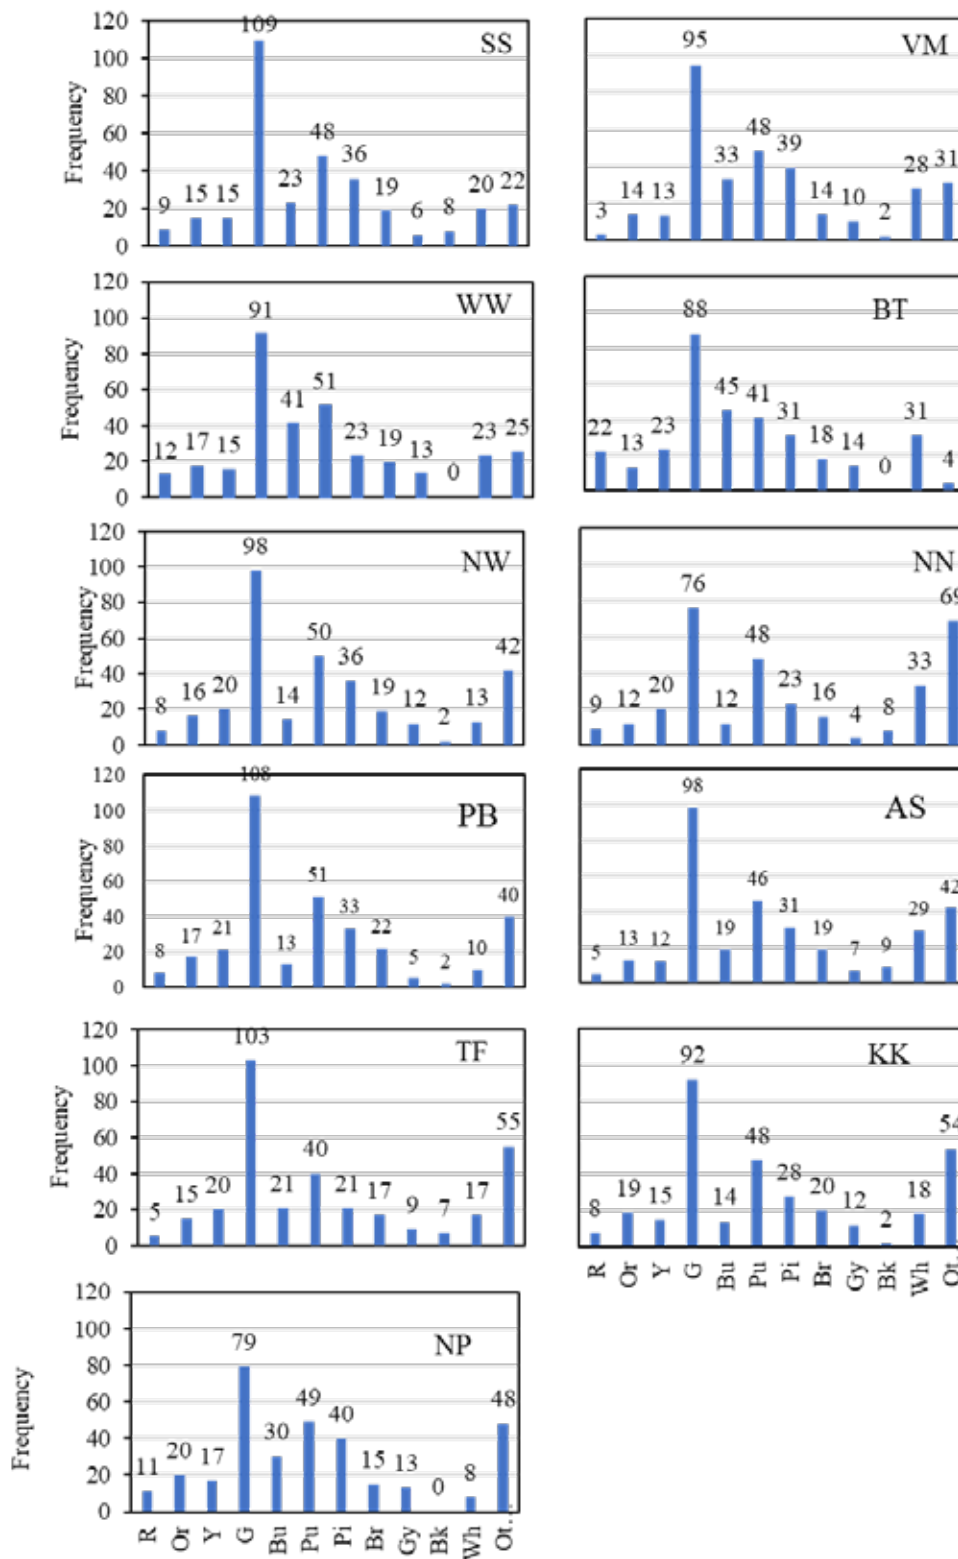 120 109 SS
100
80
60 48
40 36
20 9 15 15 23 19 6 8 20 22
0
Frequency
95 VM
48
33 39
3 14 13 14 10 2 28 31
120 WW
100 91
80
60 51
40 41
20 12 17 15 23 19 13 0 23 25
0
Frequency
88 BT
45 41
22 13 23 31 18 14 0 31 4
120 NW
100 98
80
60 50
40 36 42
20 8 16 20 14 19 12 2 13
0
Frequency
76 NN
69
48
9 12 20 12 23 16 4 8 33
120 108
100 PB
80
60 51
40 33 40
20 8 17 21 13 22 5 2 10
0
Frequency
98 AS
46
5 13 12 19 31 19 7 9 29 42
120 103 TF
100
80
60 55
40 40
20 5 15 20 21 21 17 9 7 17
0
Frequency
92 KK
48 54
8 19 15 14 28 20 12 2 18
R Or Y G Bu Pu Pi Br Gy Bk Wh Ot..
120 NP
100
80 79
60 49 48
40 30 40
20 11 20 17 15 13 0 8
0
Frequency
R Or Y G Bu Pu Pi Br Gy Bk Wh Ot...